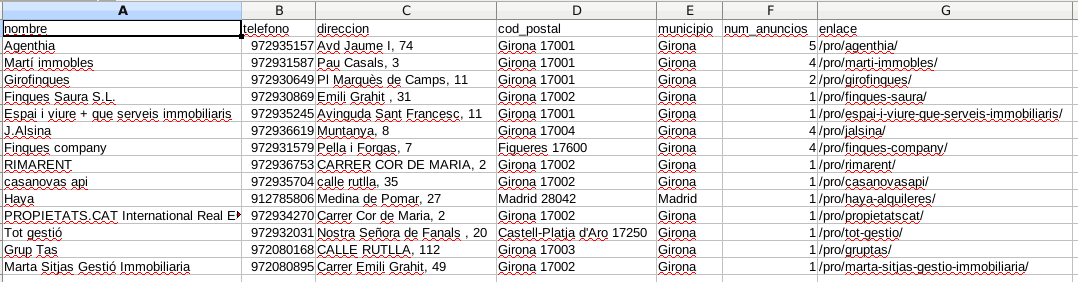 A B C D E F G
nombre telefono direccion cod_postal municipio num_anuncios enlace
Agenthia 972935157 Avd Jaume I, 74 Girona 17001 Girona 5 /pro/agenthia/
Martí immobles 972931587 Pau Casals, 3 Girona 17001 Girona 4 /pro/marti-immobles/
Girofinques 972930649 Pl Marquès de Camps, 11 Girona 17001 Girona 2 /pro/girofinques/
Finques Saura S.L. 972930869 Emili Grahit , 31 Girona 17002 Girona 1 /pro/finques-saura/
Espai i viure + que serveis immobiliaris 972935245 Avinguda Sant Francesc, 11 Girona 17001 Girona 1 /pro/espai-i-viure-que-serveis-immobiliaris/
J.Alsina 972936619 Muntanya, 8 Girona 17004 Girona 4 /pro/jalsina/
Finques company 972931579 Pella i Forgas, 7 Figueres 17600 Girona 4 /pro/finques-company/
RIMARENT 972936753 CARRER COR DE MARIA, 2 Girona 17002 Girona 1 /pro/rimarent/
casanovas api 972935704 calle rutlla, 35 Girona 17002 Girona 1 /pro/casanovasapi/
Haya 912785806 Medina de Pomar, 27 Madrid 28042 Madrid 1 /pro/haya-alquileres/
PROPIETATS.CAT International Real E 972934270 Carrer Cor de Maria, 2 Girona 17002 Girona 1 /pro/propietatscat/
Tot gestió 972932031 Nostra Señora de Fanals , 20 Castell-Platja d'Aro 17250 Girona 1 /pro/tot-gestio/
Grup Tas 972080168 CALLE RUTLLA, 112 Girona 17003 Girona 1 /pro/gruptas/
Marta Sitjas Gestió Immobiliaria 972080895 Carrer Emili Grahit, 49 Girona 17002 Girona 1 /pro/marta-sitjas-gestio-immobiliaria/